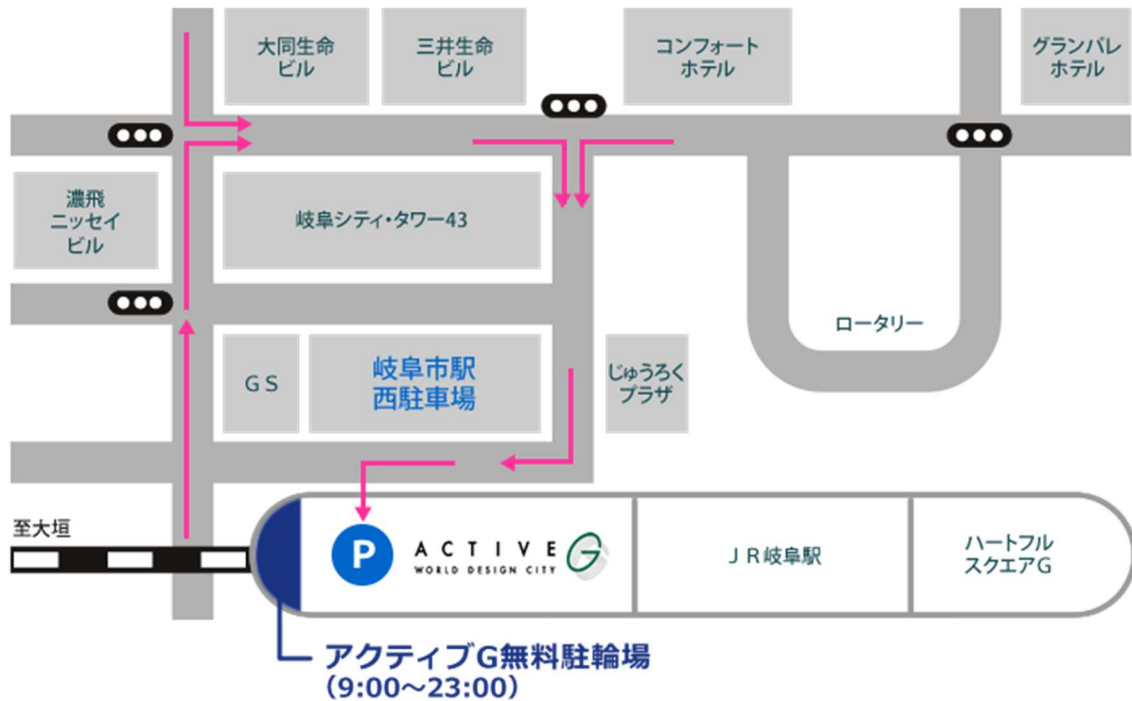 大同生命
ビル
三井生命
ビル
コンフォート
ホテル
グランパレ
ホテル
濃飛
ニッセイ
ビル
岐阜シティ・タワー43
ロータリー
GS
岐阜市駅
西駐車場
じゅうろく
プラザ
至大垣
P
ACTIVE G
WORLD DESIGN CITY
JR岐阜駅
ハートフル
スクエアG
アクティブG無料駐輪場
(9:00～23:00)